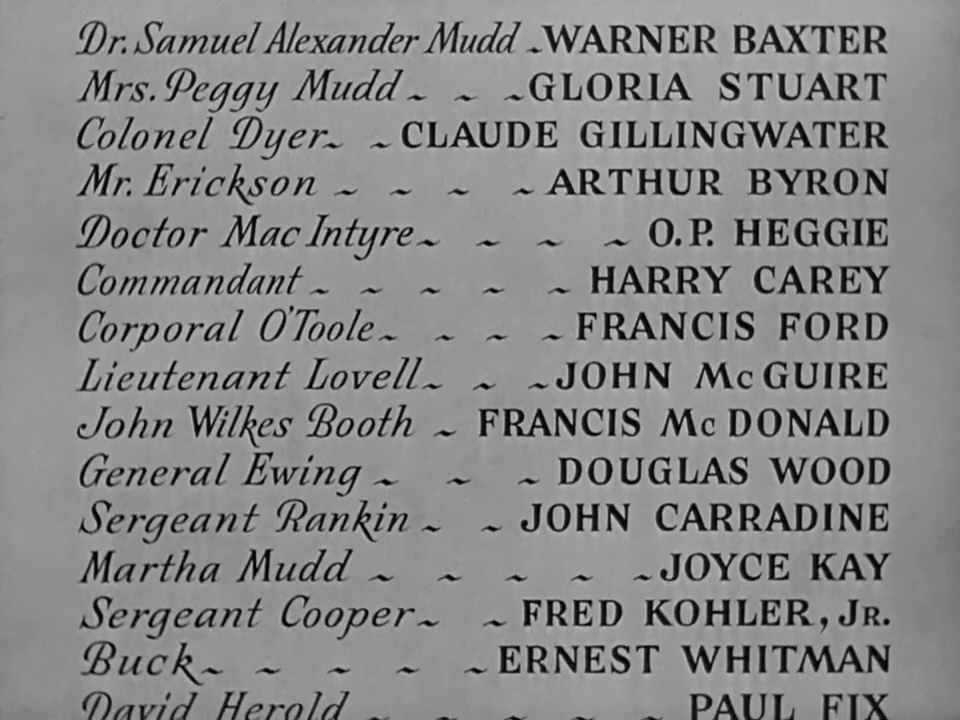 Dr. Samuel Alexander Mudd ~ WARNER BAXTER
Mrs. Peggy Mudd ~ ~ ~ GLORIA STUART
Colonel Dyer ~ ~ CLAUDE GILLINGWATER
Mr. Erickson ~ ~ ~ ~ ARTHUR BYRON
Doctor MacIntyre ~ ~ ~ ~ O.P. HEGGIE
Commandant ~ ~ ~ ~ ~ HARRY CAREY
Corporal O'Toole ~ ~ ~ ~ FRANCIS FORD
Lieutenant Lovell ~ ~ ~ JOHN McGUIRE
John Wilkes Booth ~ FRANCIS McDONALD
General Ewing ~ ~ ~ DOUGLAS WOOD
Sergeant Rankin ~ ~ JOHN CARRADINE
Martha Mudd ~ ~ ~ ~ ~ JOYCE KAY
Sergeant Cooper ~ ~ FRED KOHLER, JR.
Buck ~ ~ ~ ~ ~ ERNEST WHITMAN
David Herold ~ ~ ~ ~ ~ PAUL FIX